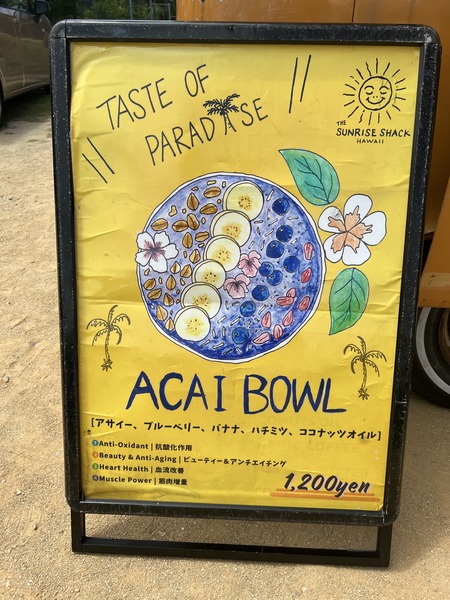 TASTE OF
PARADISE
THE
SUNRISE SHACK
HAWAII
ACAI BOWL
[アサイー、ブルーベリー、バナナ、ハチミツ、ココナッツオイル]
1 Anti-Oxidant | 抗酸化作用
2 Beauty & Anti-Aging | ビューティー&アンチエイチング
3 Heart Health | 血流改善
4 Muscle Power | 筋肉増量
1,200yen